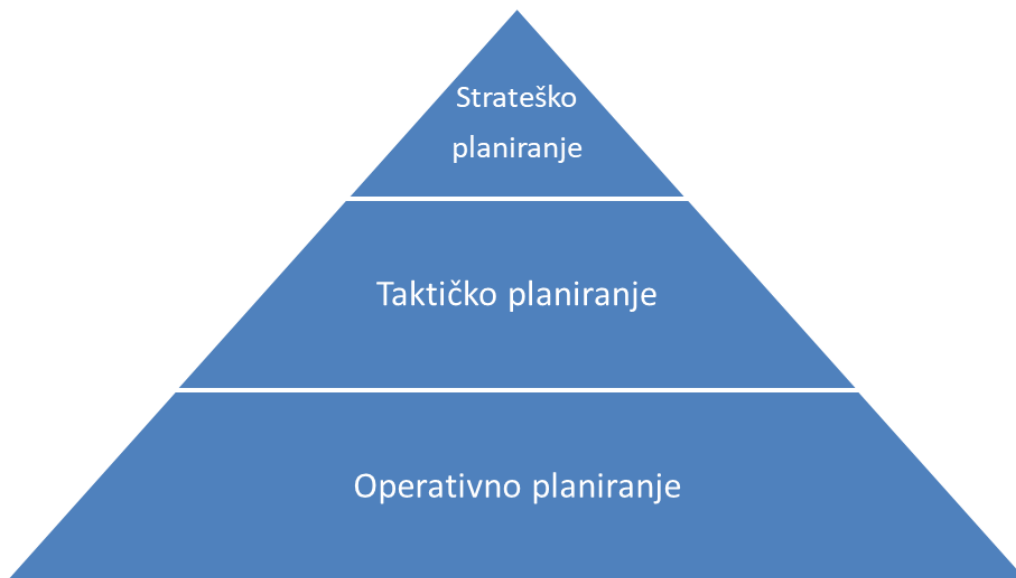 Strateško
planiranje
Taktičko planiranje
Operativno planiranje